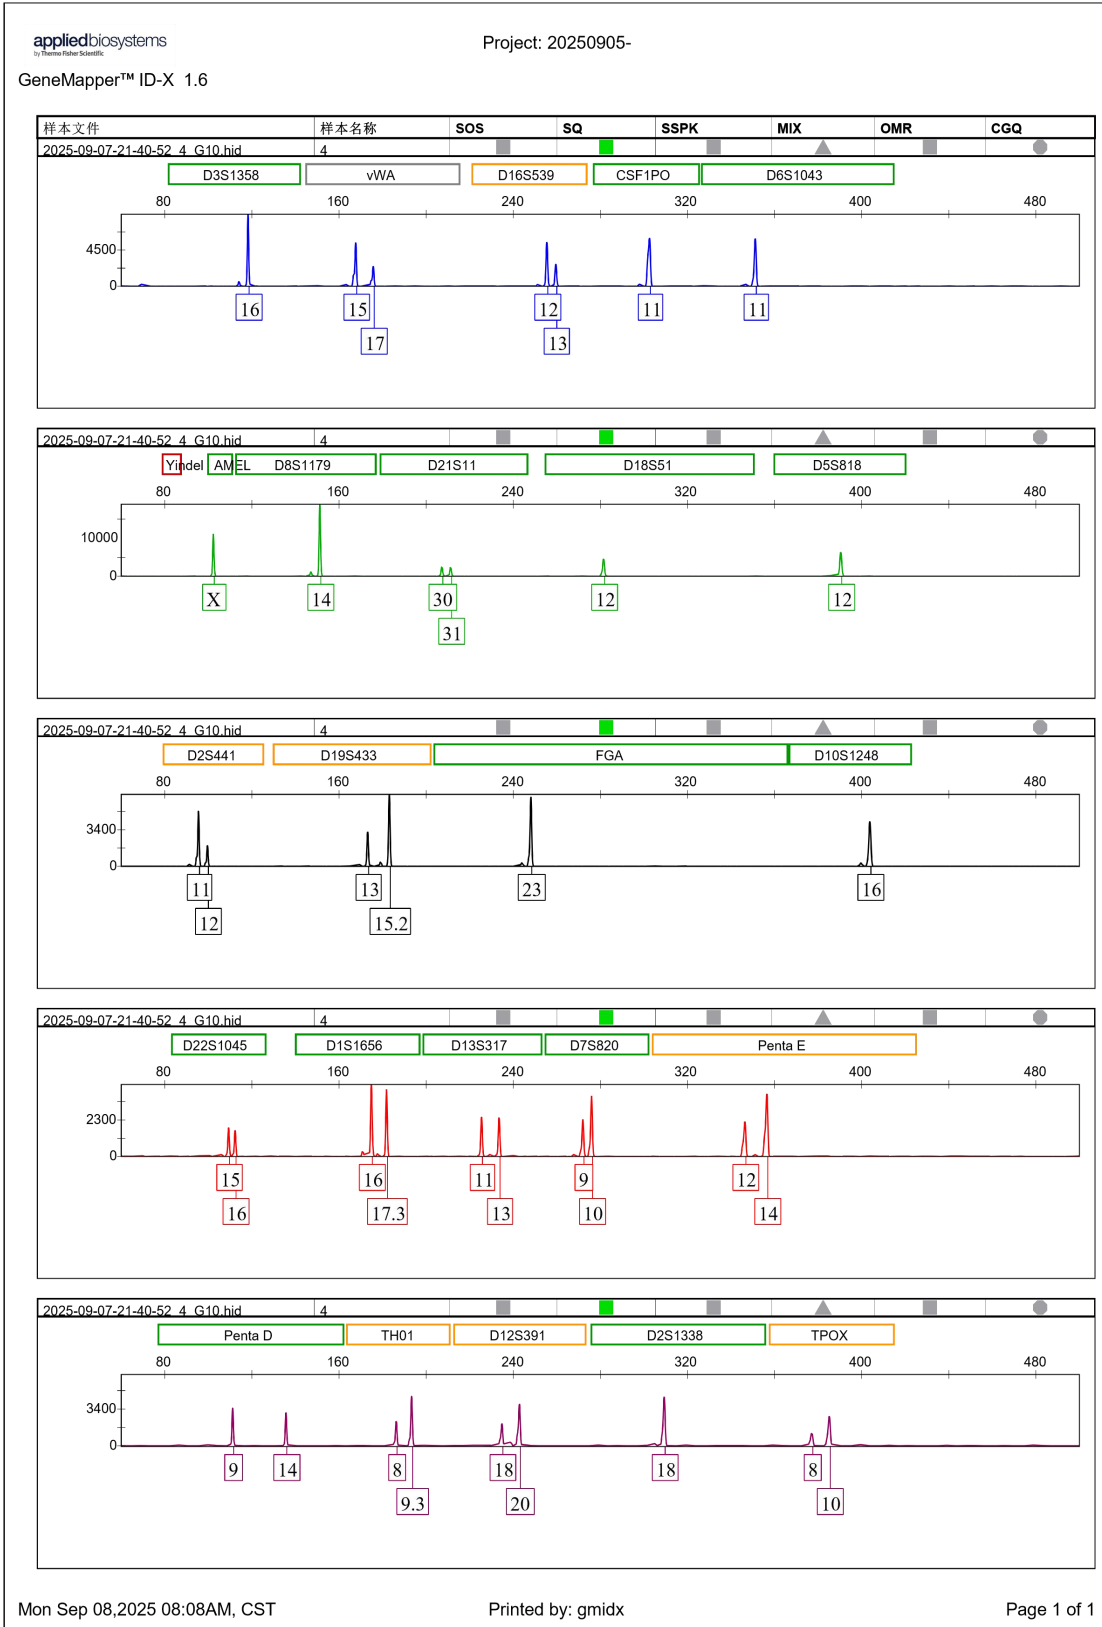 appliedbiosystems
by Thermo Fisher Scientific
Project: 20250905-
GeneMapper™ ID-X 1.6
样本文件 样本名称 SOS SQ SSPK MIX OMR CGQ
2025-09-07-21-40-52_4_G10.hid 4
D3S1358 vWA D16S539 CSF1PO D6S1043
80 160 240 320 400 480
4500
0
16 15 12 11 11
17 13
2025-09-07-21-40-52_4_G10.hid 4
Yindel AMEL D8S1179 D21S11 D18S51 D5S818
80 160 240 320 400 480
10000
0
X 14 30 12 12
31
2025-09-07-21-40-52_4_G10.hid 4
D2S441 D19S433 FGA D10S1248
80 160 240 320 400 480
3400
0
11 13 23 16
12 15.2
2025-09-07-21-40-52_4_G10.hid 4
D22S1045 D1S1656 D13S317 D7S820 Penta E
80 160 240 320 400 480
2300
0
15 16 11 9 12
16 17.3 13 10 14
2025-09-07-21-40-52_4_G10.hid 4
Penta D TH01 D12S391 D2S1338 TPOX
80 160 240 320 400 480
3400
0
9 14 8 18 18 8
9.3 20 10
Mon Sep 08,2025 08:08AM, CST Printed by: gmidx Page 1 of 1